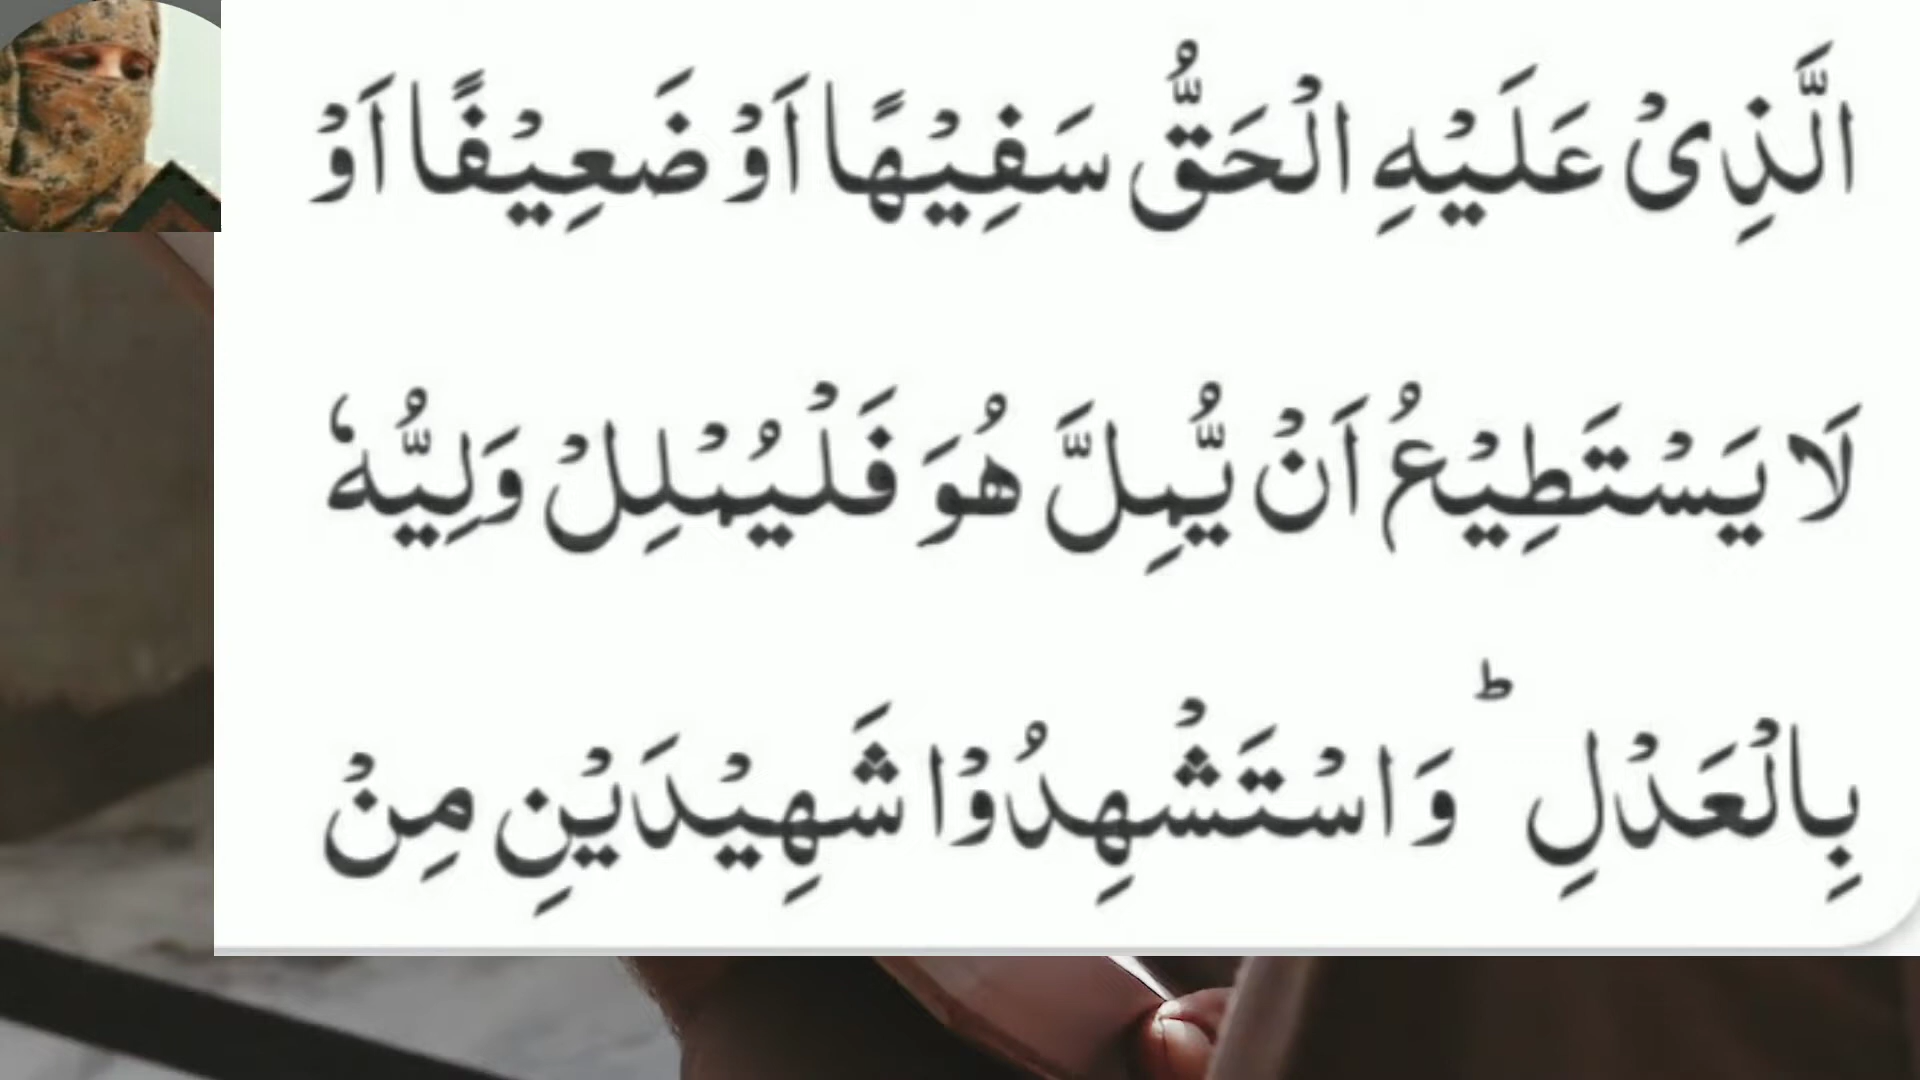 الَّذِیْ عَلَیْهِ الْحَقُّ سَفِیْهًا اَوْ ضَعِیْفًا اَوْ
لَا یَسْتَطِیْعُ اَنْ یُّمِلَّ هُوَ فَلْیُمْلِلْ وَلِیُّهٗ
بِالْعَدْلِ ؕ وَاسْتَشْهِدُوْا شَهِیْدَیْنِ مِنْ